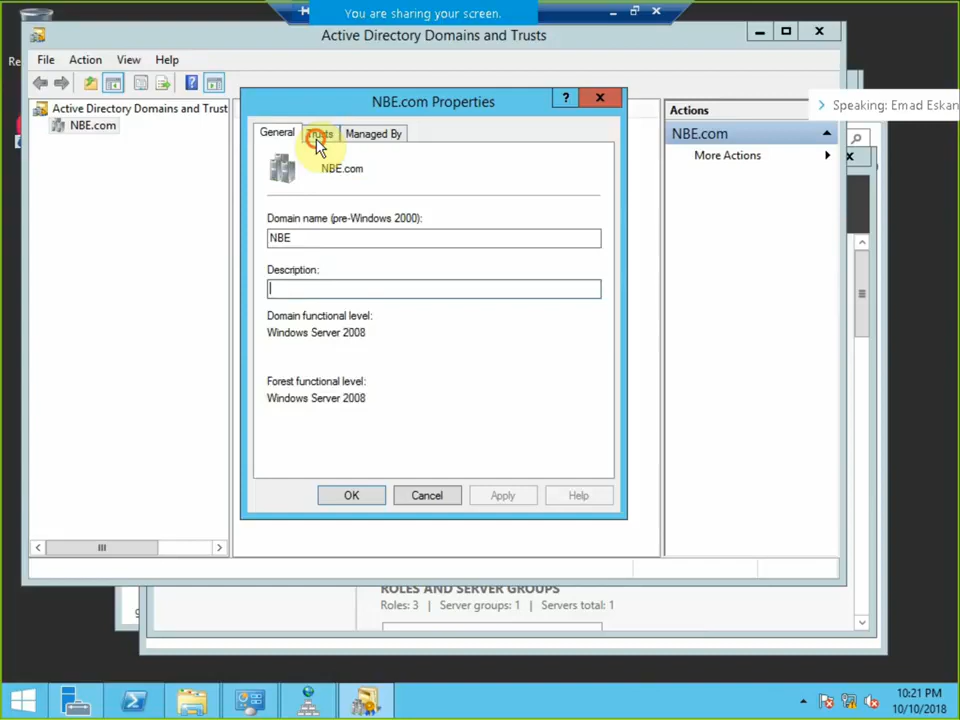 You are sharing your screen.
Active Directory Domains and Trusts
File Action View Help
Re
Active Directory Domains and Trust
NBE.com
Actions
Speaking: Emad Eskan
NBE.com
More Actions
NBE.com Properties
General Trusts Managed By
NBE.com
Domain name (pre-Windows 2000):
NBE
Description:
Domain functional level:
Windows Server 2008
Forest functional level:
Windows Server 2008
OK Cancel Apply Help
ROLES AND SERVER GROUPS
Roles: 3 | Server groups: 1 | Servers total: 1
10:21 PM
10/10/2018